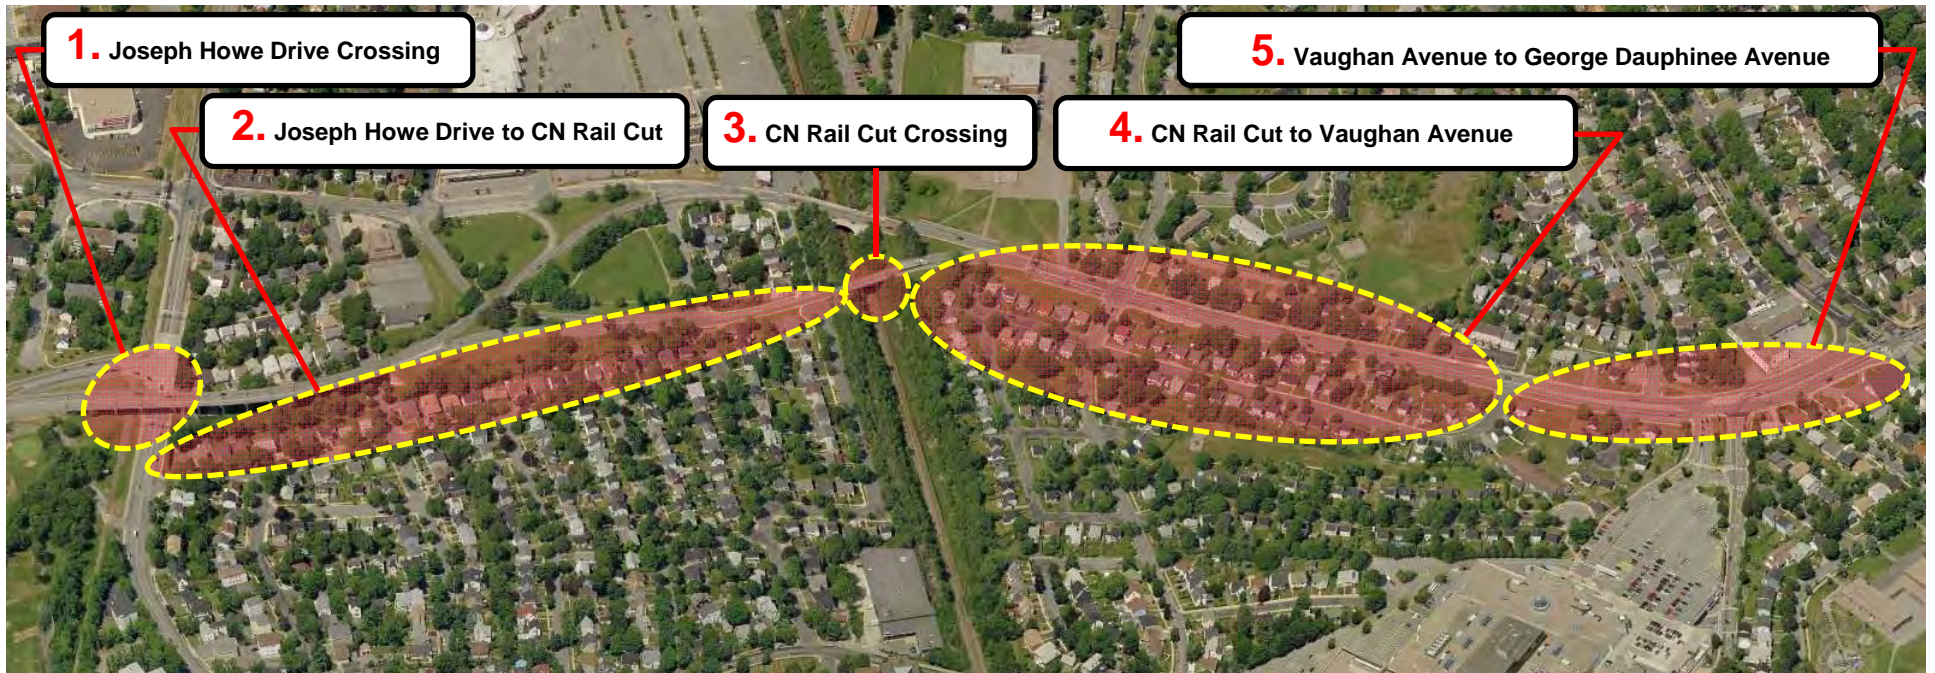 1. Joseph Howe Drive Crossing
2. Joseph Howe Drive to CN Rail Cut
3. CN Rail Cut Crossing
4. CN Rail Cut to Vaughan Avenue
5. Vaughan Avenue to George Dauphinee Avenue